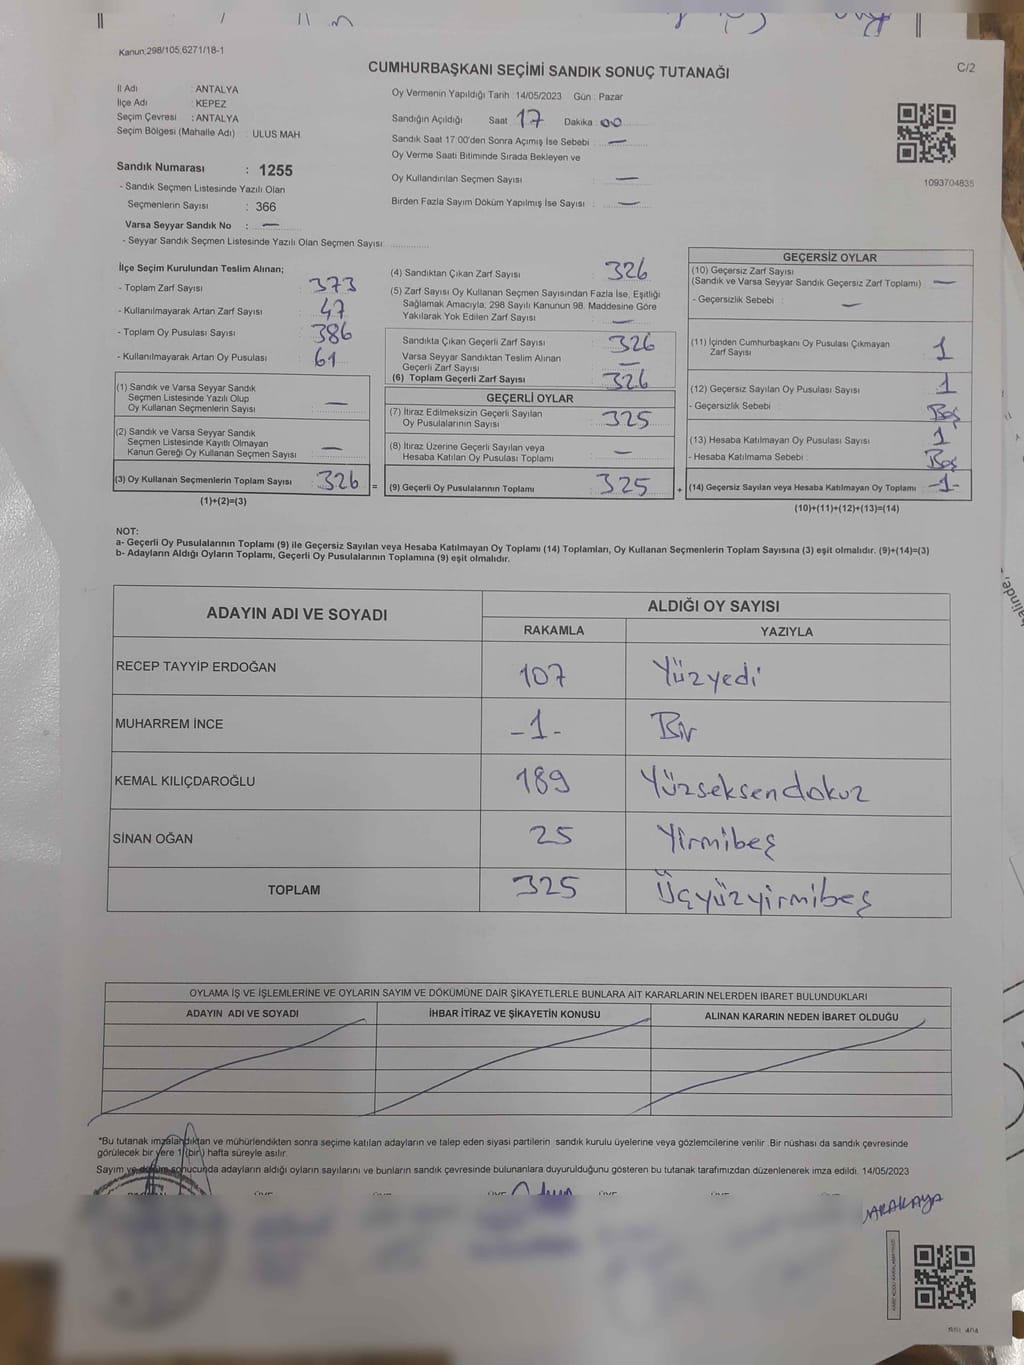 Kanun:298/105,6271/18-1
CUMHURBAŞKANI SEÇİMİ SANDIK SONUÇ TUTANAĞI
C/2
İl Adı : ANTALYA
İlçe Adı : KEPEZ
Seçim Çevresi : ANTALYA
Seçim Bölgesi (Mahalle Adı) : ULUS MAH.
Sandık Numarası : 1255
- Sandık Seçmen Listesinde Yazılı Olan
Seçmenlerin Sayısı : 366
Varsa Seyyar Sandık No : —
- Seyyar Sandık Seçmen Listesinde Yazılı Olan Seçmen Sayısı:
Oy Vermenin Yapıldığı Tarih :14/05/2023 Gün : Pazar
Sandığın Açıldığı Saat 17 Dakika : 00
Sandık Saat 17:00'den Sonra Açımış İse Sebebi : —
Oy Verme Saati Bitiminde Sırada Bekleyen ve
Oy Kullandırılan Seçmen Sayısı : —
Birden Fazla Sayım Döküm Yapılmış İse Sayısı : —
1093704835
İlçe Seçim Kurulundan Teslim Alınan;
- Toplam Zarf Sayısı : 373
- Kullanılmayarak Artan Zarf Sayısı : 47
- Toplam Oy Pusulası Sayısı : 386
- Kullanılmayarak Artan Oy Pusulası : 61
(1) Sandık ve Varsa Seyyar Sandık
Seçmen Listesinde Yazılı Olup
Oy Kullanan Seçmenlerin Sayısı : —
(2) Sandık ve Varsa Seyyar Sandık
Seçmen Listesinde Kayıtlı Olmayan
Kanun Gereği Oy Kullanan Seçmen Sayısı : —
(3) Oy Kullanan Seçmenlerin Toplam Sayısı : 326 =
(1)+(2)=(3)
(4) Sandıktan Çıkan Zarf Sayısı : 326
(5) Zarf Sayısı Oy Kullanan Seçmen Sayısından Fazla İse, Eşitliği
Sağlamak Amacıyla, 298 Sayılı Kanunun 98. Maddesine Göre
Yakılarak Yok Edilen Zarf Sayısı : —
Sandıkta Çıkan Geçerli Zarf Sayısı : 326
Varsa Seyyar Sandıktan Teslim Alınan
Geçerli Zarf Sayısı : —
(6) Toplam Geçerli Zarf Sayısı : 326
GEÇERLİ OYLAR
(7) İtiraz Edilmeksizin Geçerli Sayılan
Oy Pusulalarının Sayısı : 325
(8) İtiraz Üzerine Geçerli Sayılan veya
Hesaba Katılan Oy Pusulası Toplamı : —
(9) Geçerli Oy Pusulalarının Toplamı : 325 +
GEÇERSİZ OYLAR
(10) Geçersiz Zarf Sayısı
(Sandık ve Varsa Seyyar Sandık Geçersiz Zarf Toplamı) : —
- Geçersizlik Sebebi : —
(11) İçinden Cumhurbaşkanı Oy Pusulası Çıkmayan
Zarf Sayısı : 1
(12) Geçersiz Sayılan Oy Pusulası Sayısı : 1
- Geçersizlik Sebebi : Boş
(13) Hesaba Katılmayan Oy Pusulası Sayısı : 1
- Hesaba Katılmama Sebebi : Boş
(14) Geçersiz Sayılan veya Hesaba Katılmayan Oy Toplamı : -1-
(10)+(11)+(12)+(13)=(14)
NOT:
a- Geçerli Oy Pusulalarının Toplamı (9) ile Geçersiz Sayılan veya Hesaba Katılmayan Oy Toplamı (14) Toplamları, Oy Kullanan Seçmenlerin Toplam Sayısına (3) eşit olmalıdır. (9)+(14)=(3)
b- Adayların Aldığı Oyların Toplamı, Geçerli Oy Pusulalarının Toplamına (9) eşit olmalıdır.
ADAYIN ADI VE SOYADI
ALDIĞI OY SAYISI
RAKAMLA YAZIYLA
RECEP TAYYİP ERDOĞAN 107 Yüzyedi
MUHARREM İNCE -1- Bir
KEMAL KILIÇDAROĞLU 189 Yüzseksendokuz
SİNAN OĞAN 25 Yirmibeş
TOPLAM 325 Üçyüzyirmibeş
OYLAMA İŞ VE İŞLEMLERİNE VE OYLARIN SAYIM VE DÖKÜMÜNE DAİR ŞİKAYETLERLE BUNLARA AİT KARARLARIN NELERDEN İBARET BULUNDUKLARI
ADAYIN ADI VE SOYADI İHBAR İTİRAZ VE ŞİKAYETİN KONUSU ALINAN KARARIN NEDEN İBARET OLDUĞU
*Bu tutanak imzalandıktan ve mühürlendikten sonra seçime katılan adayların ve talep eden siyasi partilerin sandık kurulu üyelerine veya gözlemcilerine verilir .Bir nüshası da sandık çevresinde
görülecek bir yere 1 (bir ) hafta süreyle asılır.
Sayım ve döküm sonucunda adayların aldığı oyların sayılarını ve bunların sandık çevresinde bulunanlara duyurulduğunu gösteren bu tutanak tarafımızdan düzenlenerek imza edildi. 14/05/2023